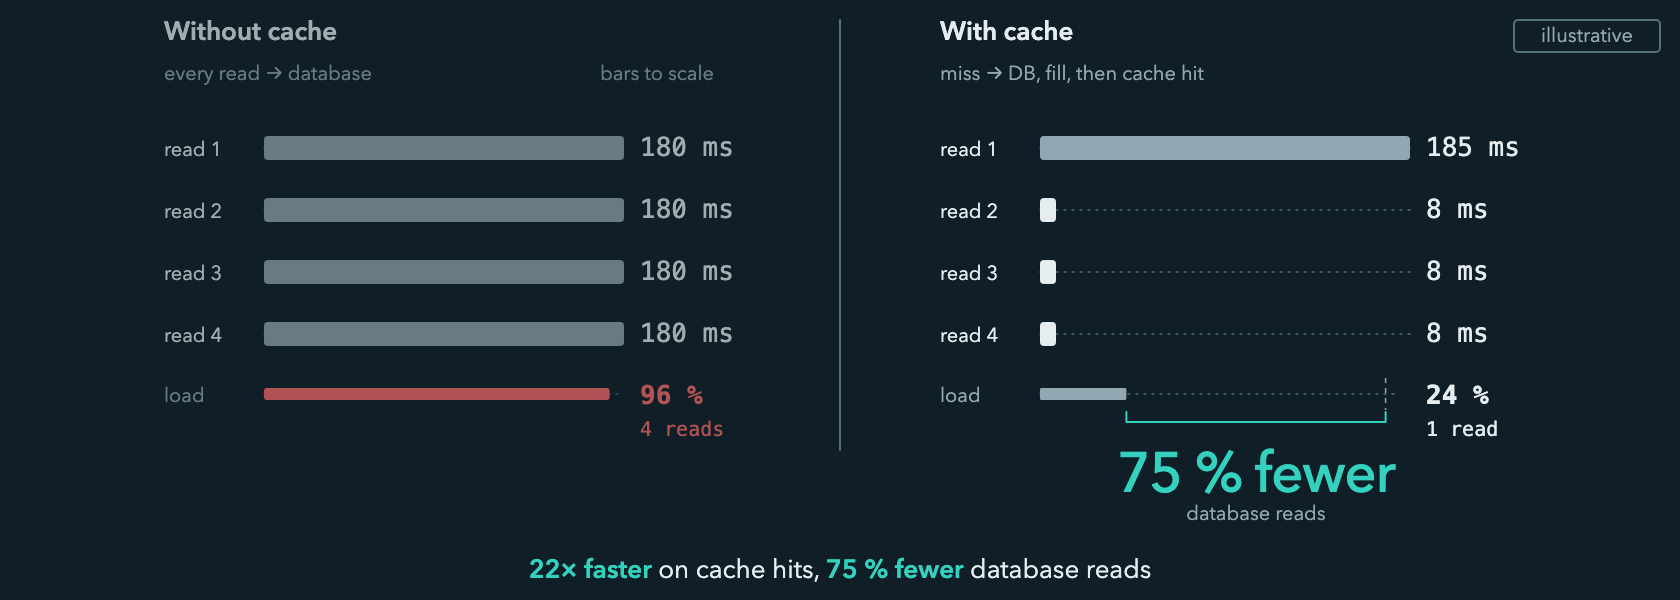 Without cache
every read → database
bars to scale
read 1 180 ms
read 2 180 ms
read 3 180 ms
read 4 180 ms
load 96 %
4 reads
With cache
illustrative
miss → DB, fill, then cache hit
read 1 185 ms
read 2 8 ms
read 3 8 ms
read 4 8 ms
load 24 %
1 read
75 % fewer
database reads
22× faster on cache hits, 75 % fewer database reads